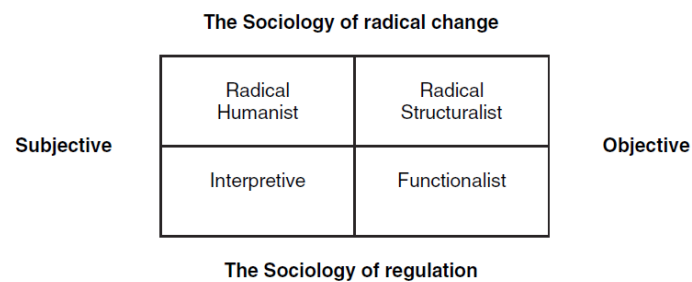 The Sociology of radical change
Radical
Humanist
Radical
Structuralist
Subjective
Objective
Interpretive
Functionalist
The Sociology of regulation